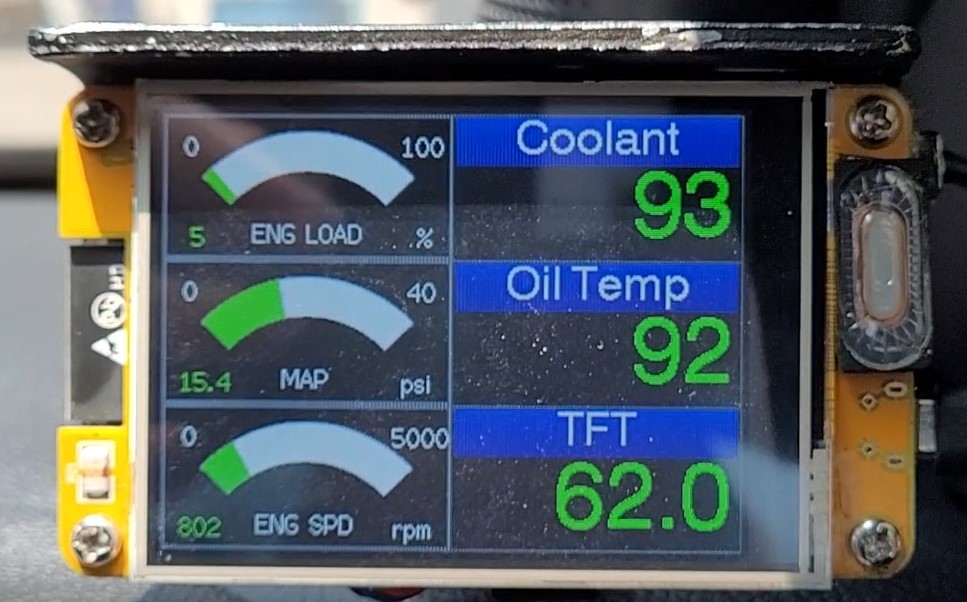 0 100
5 ENG LOAD %
0 40
15.4 MAP psi
0 5000
802 ENG SPD rpm
Coolant
93
Oil Temp
92
TFT
62.0